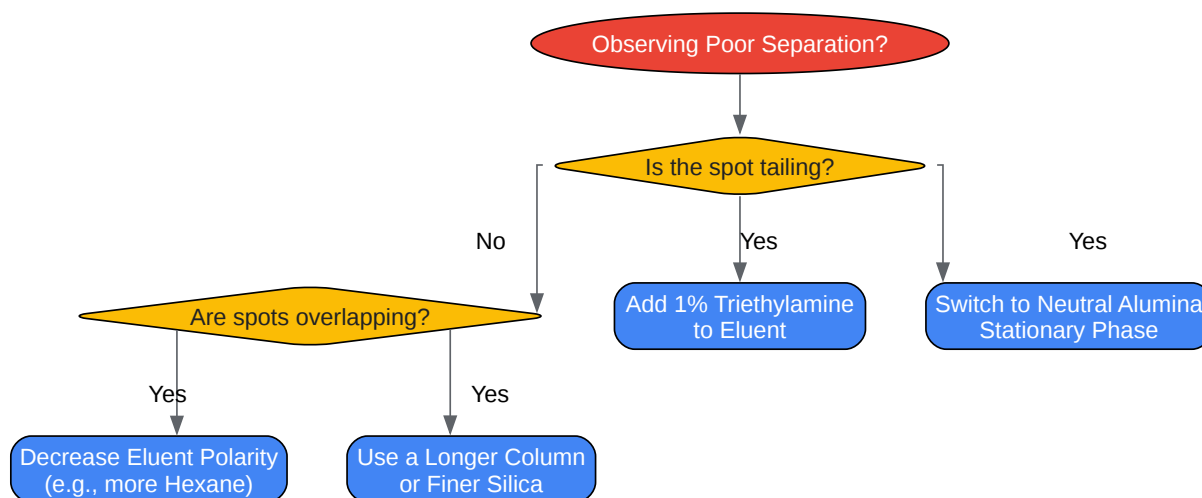 Observing Poor Separation?
Is the spot tailing?
No
Yes
Yes
Are spots overlapping?
Add 1% Triethylamine
to Eluent
Switch to Neutral Alumina
Stationary Phase
Yes
Yes
Decrease Eluent Polarity
(e.g., more Hexane)
Use a Longer Column
or Finer Silica